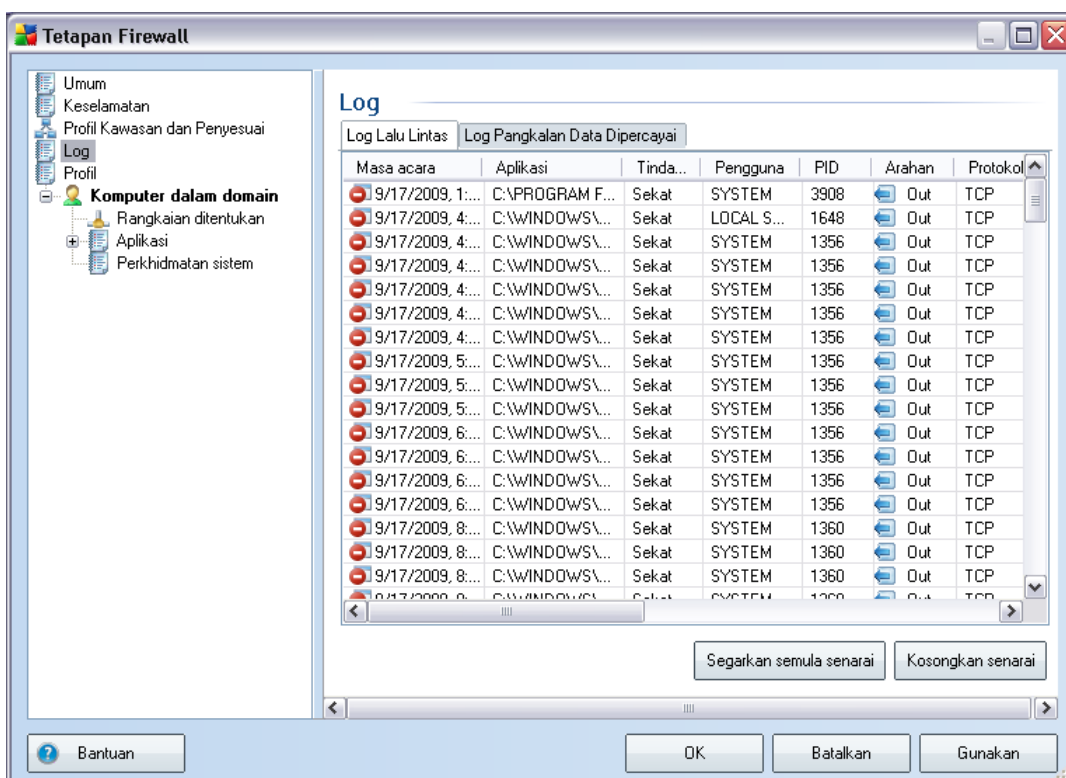 Tetapan Firewall
Umum
Keselamatan
Profil Kawasan dan Penyesuai
Log
Profil
Komputer dalam domain
Rangkaian ditentukan
Aplikasi
Perkhidmatan sistem
Log
Log Lalu Lintas Log Pangkalan Data Dipercayai
Masa acara Aplikasi Tinda... Pengguna PID Arahan Protokol
9/17/2009, 1:... C:\PROGRAM F... Sekat SYSTEM 3908 Out TCP
9/17/2009, 4:... C:\WINDOWS\... Sekat LOCAL S... 1648 Out TCP
9/17/2009, 4:... C:\WINDOWS\... Sekat SYSTEM 1356 Out TCP
9/17/2009, 4:... C:\WINDOWS\... Sekat SYSTEM 1356 Out TCP
9/17/2009, 4:... C:\WINDOWS\... Sekat SYSTEM 1356 Out TCP
9/17/2009, 4:... C:\WINDOWS\... Sekat SYSTEM 1356 Out TCP
9/17/2009, 4:... C:\WINDOWS\... Sekat SYSTEM 1356 Out TCP
9/17/2009, 5:... C:\WINDOWS\... Sekat SYSTEM 1356 Out TCP
9/17/2009, 5:... C:\WINDOWS\... Sekat SYSTEM 1356 Out TCP
9/17/2009, 5:... C:\WINDOWS\... Sekat SYSTEM 1356 Out TCP
9/17/2009, 6:... C:\WINDOWS\... Sekat SYSTEM 1356 Out TCP
9/17/2009, 6:... C:\WINDOWS\... Sekat SYSTEM 1356 Out TCP
9/17/2009, 6:... C:\WINDOWS\... Sekat SYSTEM 1356 Out TCP
9/17/2009, 6:... C:\WINDOWS\... Sekat SYSTEM 1356 Out TCP
9/17/2009, 8:... C:\WINDOWS\... Sekat SYSTEM 1360 Out TCP
9/17/2009, 8:... C:\WINDOWS\... Sekat SYSTEM 1360 Out TCP
9/17/2009, 8:... C:\WINDOWS\... Sekat SYSTEM 1360 Out TCP
Segarkan semula senarai Kosongkan senarai
Bantuan OK Batalkan Gunakan